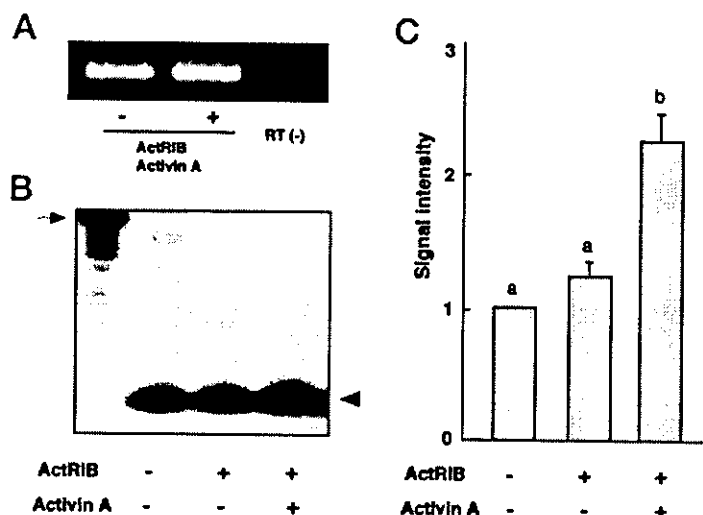 A
- +
RT (-)
ActRIB
Activin A
B
ActRIB - + +
Activin A - - +
C
3
2
1
0
Signal intensity
a
a
b
ActRIB - + +
Activin A - - +